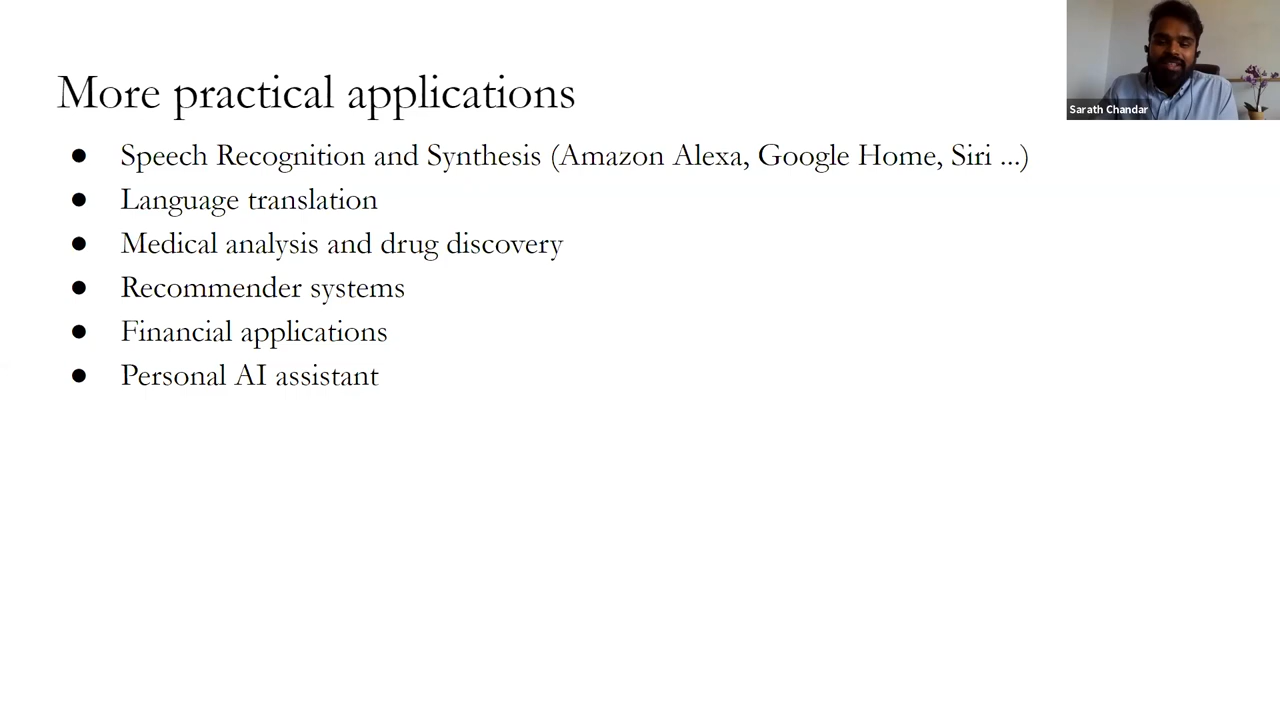 More practical applications
● Speech Recognition and Synthesis (Amazon Alexa, Google Home, Siri ...)
● Language translation
● Medical analysis and drug discovery
● Recommender systems
● Financial applications
● Personal AI assistant
Sarath Chandar